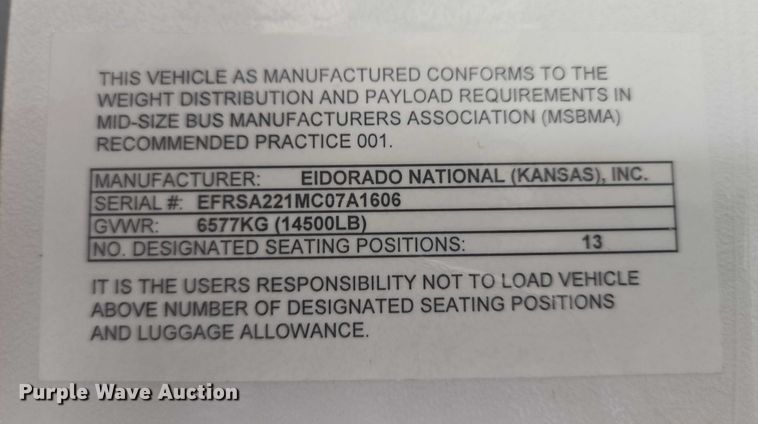 THIS VEHICLE AS MANUFACTURED CONFORMS TO THE
WEIGHT DISTRIBUTION AND PAYLOAD REQUIREMENTS IN
MID-SIZE BUS MANUFACTURERS ASSOCIATION (MSBMA)
RECOMMENDED PRACTICE 001.
MANUFACTURER: EIDORADO NATIONAL (KANSAS), INC.
SERIAL #: EFRSA221MC07A1606
GVWR: 6577KG (14500LB)
NO. DESIGNATED SEATING POSITIONS: 13
IT IS THE USERS RESPONSIBILITY NOT TO LOAD VEHICLE
ABOVE NUMBER OF DESIGNATED SEATING POSITIONS
AND LUGGAGE ALLOWANCE.
Purple Wave Auction